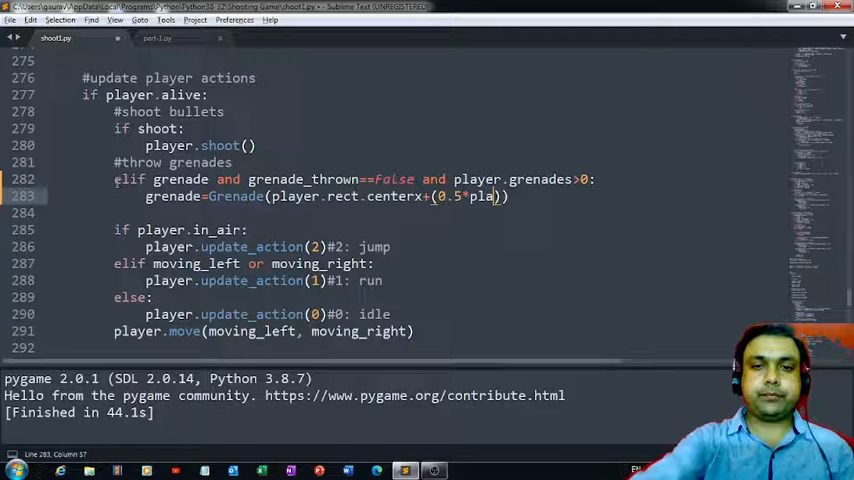 C:\Users\gaurav\AppData\Local\Programs\Python\Python38-32\Shooting Game\shoot1.py • - Sublime Text (UNREGISTERED)
File Edit Selection Find View Goto Tools Project Preferences Help
shoot1.py part-1.py
275
276 #update player actions
277 if player.alive:
278 #shoot bullets
279 if shoot:
280 player.shoot()
281 #throw grenades
282 elif grenade and grenade_thrown==False and player.grenades>0:
283 grenade=Grenade(player.rect.centerx+(0.5*pla))
284
285 if player.in_air:
286 player.update_action(2)#2: jump
287 elif moving_left or moving_right:
288 player.update_action(1)#1: run
289 else:
290 player.update_action(0)#0: idle
291 player.move(moving_left, moving_right)
292
pygame 2.0.1 (SDL 2.0.14, Python 3.8.7)
Hello from the pygame community. https://www.pygame.org/contribute.html
[Finished in 44.1s]
Line 283, Column 57
EN